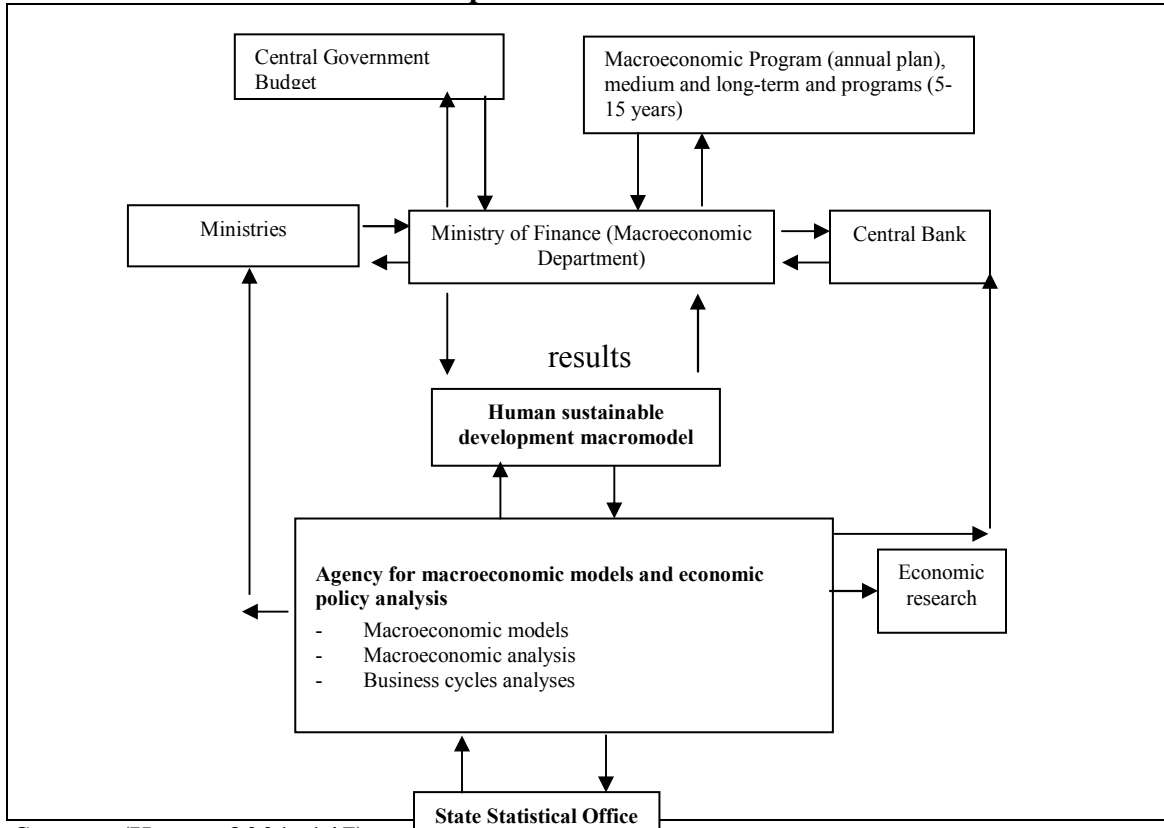 Central Government
Budget
Macroeconomic Program (annual plan),
medium and long-term and programs (5-
15 years)
Ministries
Ministry of Finance (Macroeconomic
Department)
Central Bank
results
Human sustainable
development macromodel
Agency for macroeconomic models and economic
policy analysis
- Macroeconomic models
- Macroeconomic analysis
- Business cycles analyses
Economic
research
State Statistical Office